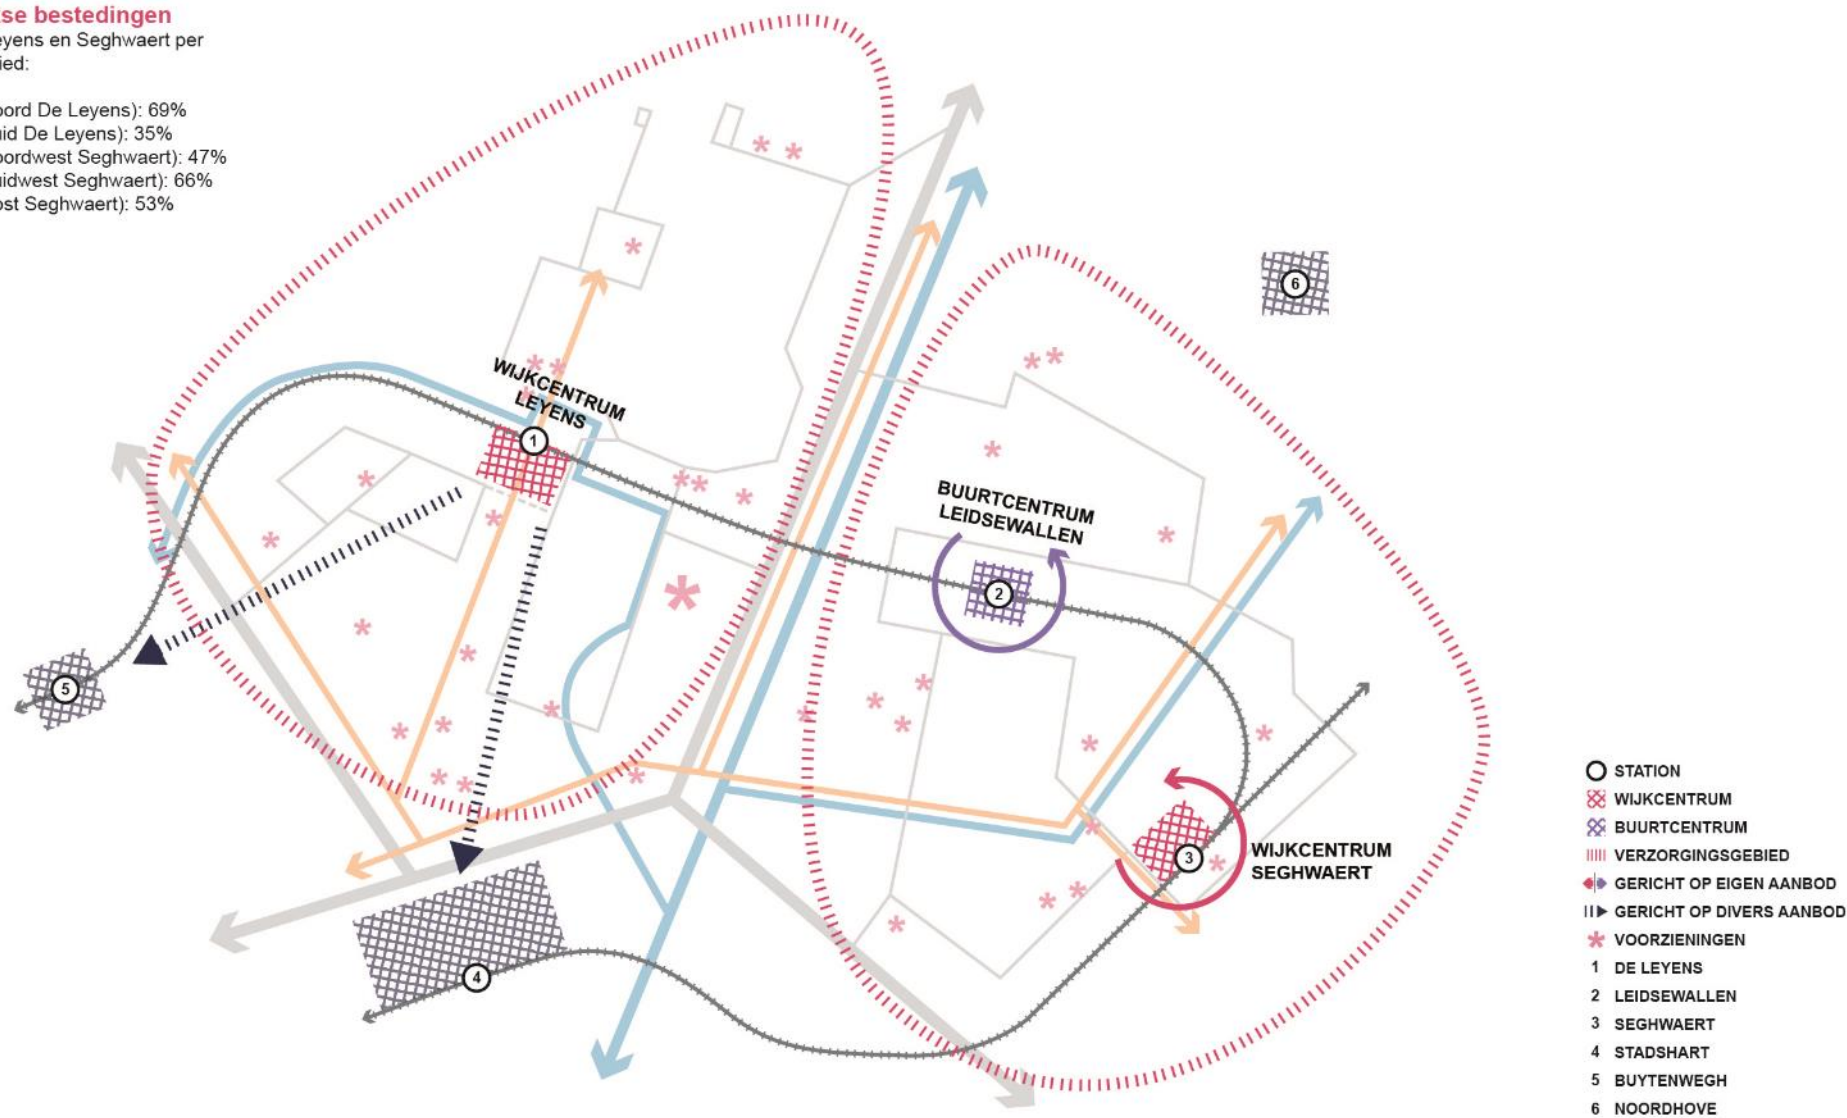 se bestedingen
eyens en Seghwaert per
ied:
oord De Leyens): 69%
uid De Leyens): 35%
oordwest Seghwaert): 47%
uidwest Seghwaert): 66%
ost Seghwaert): 53%
6
WIJKCENTRUM
LEYENS
1
BUURTCENTRUM
LEIDSEWALLEN
2
5
3
WIJKCENTRUM
SEGHWAERT
4
STATION
WIJKCENTRUM
BUURTCENTRUM
VERZORGINGSGEBIED
GERICHT OP EIGEN AANBOD
GERICHT OP DIVERS AANBOD
VOORZIENINGEN
1 DE LEYENS
2 LEIDSEWALLEN
3 SEGHWAERT
4 STADSHART
5 BUYTENWEGH
6 NOORDHOVE